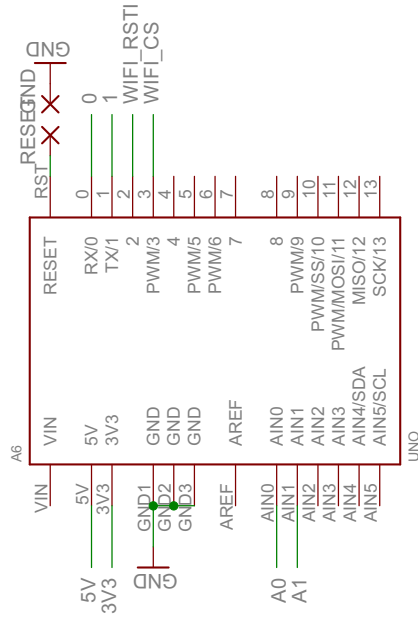 GND
RESET
GND
0
1
WIFI_RSTI
WIFI_CS
RST
0
1
2
3
4
5
6
7
8
9
10
11
12
13
RESET
RX/0
TX/1
2
PWM/3
4
PWM/5
PWM/6
7
8
PWM/9
PWM/SS/10
PWM/MOSI/11
MISO/12
SCK/13
A6
VIN
5V
3V3
GND
GND
GND
AREF
AIN0
AIN1
AIN2
AIN3
AIN4/SDA
AIN5/SCL
UNO
VIN
5V
3V3
GND1
GND2
GND3
AREF
AIN0
AIN1
AIN2
AIN3
AIN4
AIN5
5V
3V3
GND
A0
A1